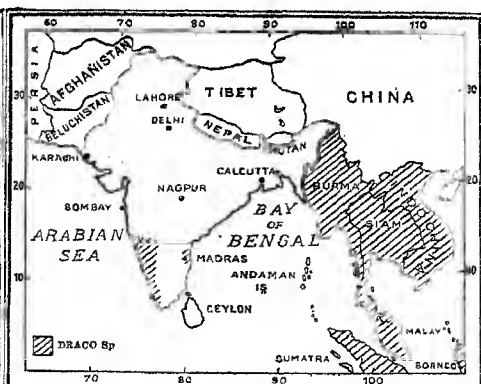 60 70 80 90 100 110
PERSIA
AFGHANISTAN
BELUCHISTAN
LAHORE
DELHI
TIBET
CHINA
NEPAL
BUTAN
30
30
KARACHI
CALCUTTA
NAGPUR
BURMA
SIAM
20
20
BOMBAY
BAY
OF
BENGAL
ARABIAN
SEA
MADRAS
ANDAMAN
IS
10
10
CEYLON
MALAY
DRACO Sp
SUMATRA
BORNEO
70 80 90 100